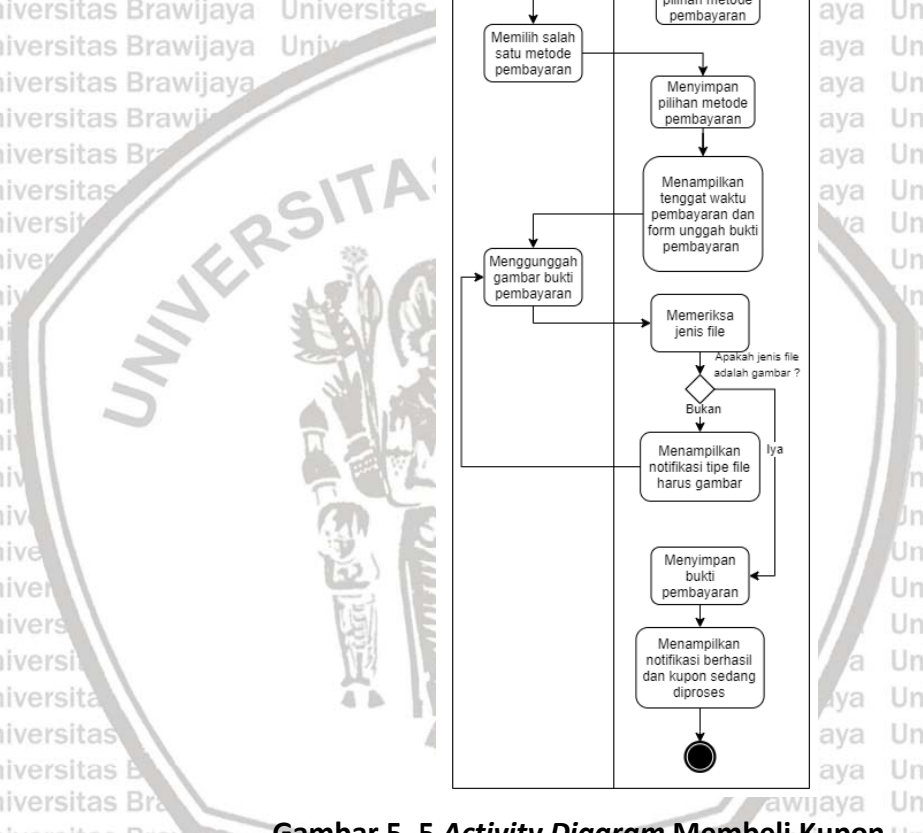 pilihan metode
pembayaran
Memilih salah
satu metode
pembayaran
Menyimpan
pilihan metode
pembayaran
Menampilkan
tenggat waktu
pembayaran dan
form unggah bukti
pembayaran
Menggunggah
gambar bukti
pembayaran
Memeriksa
jenis file
Apakah jenis file
adalah gambar ?
Bukan
Iya
Menampilkan
notifikasi tipe file
harus gambar
Menyimpan
bukti
pembayaran
Menampilkan
notifikasi berhasil
dan kupon sedang
diproses
Gambar 5. 5 Activity Diagram Membeli Kupon